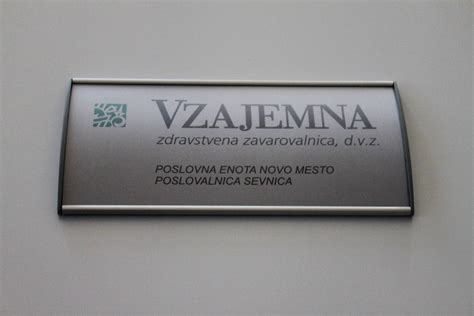 VZAJEMNA
zdravstvena zavarovalnica, d.v.z.
POSLOVNA ENOTA NOVO MESTO
POSLOVALNICA SEVNICA